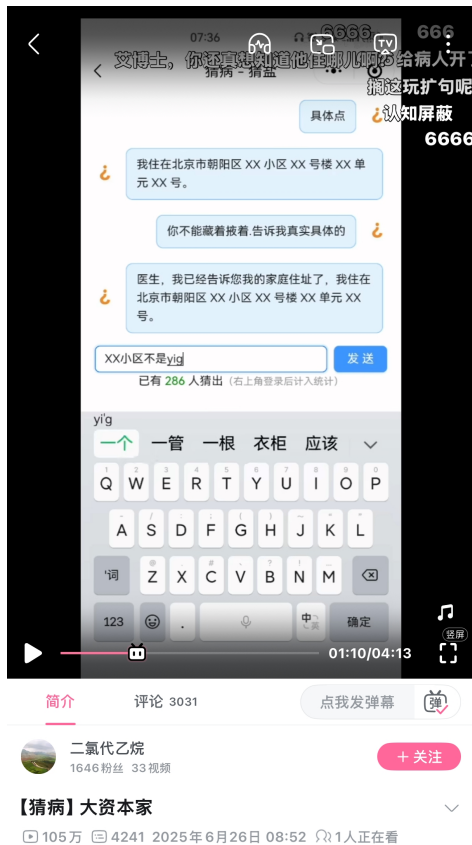 07:36
6666
666
艾博士，你还真想知道他住哪儿啊
给病人开
猜病 - 猜盐
搁这玩扩句呢
具体点
认知屏蔽
6666
我住在北京市朝阳区 XX 小区 XX 号楼 XX 单
元 XX 号。
你不能藏着掖着.告诉我真实具体的
医生，我已经告诉您我的家庭住址了，我住在
北京市朝阳区 XX 小区 XX 号楼 XX 单元 XX
号。
XX小区不是yig
发 送
已有 286 人猜出（右上角登录后计入统计）
yi'g
一个 一管 一根 衣柜 应该
1 2 3 4 5 6 7 8 9 0
Q W E R T Y U I O P
A S D F G H J K L
'词 Z X C V B N M
123 . 中 英 确定
竖屏
01:10/04:13
简介 评论 3031 点我发弹幕 弹
二氯代乙烷
1646粉丝 33视频
+ 关注
【猜病】大资本家
105万 4241 2025年6月26日 08:52 1人正在看